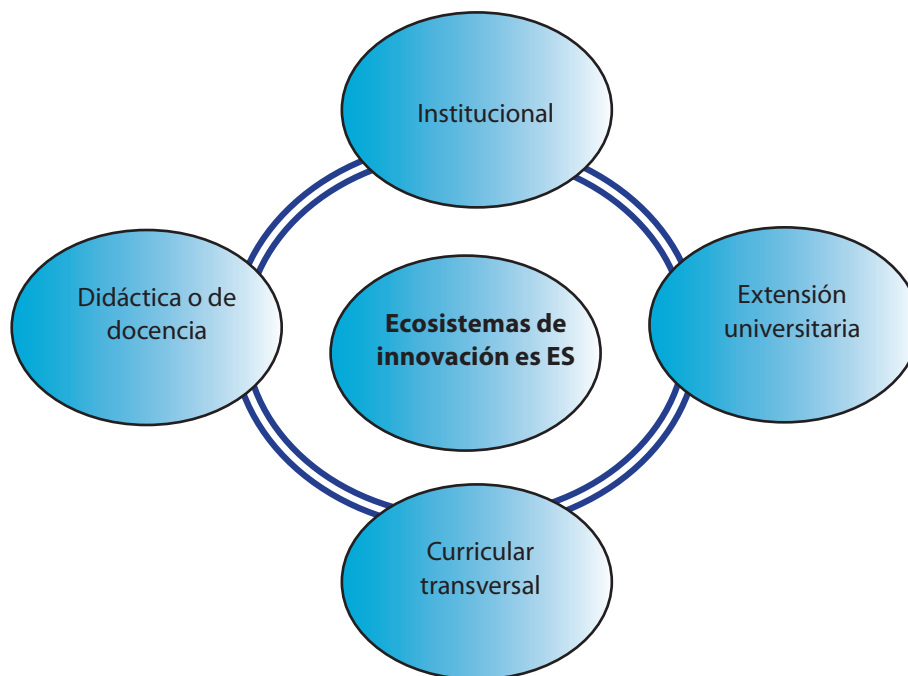 Institucional
Didáctica o de
docencia
Ecosistemas de
innovación es ES
Extensión
universitaria
Curricular
transversal